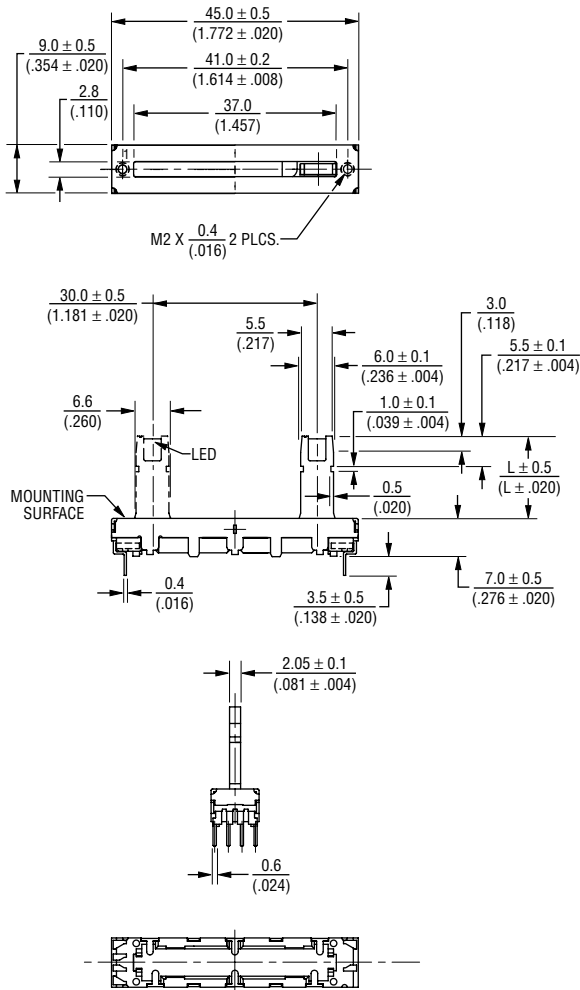 45.0 ± 0.5
(1.772 ± .020)
9.0 ± 0.5
(.354 ± .020)
41.0 ± 0.2
(1.614 ± .008)
2.8
(.110)
37.0
(1.457)
M2 X 0.4 2 PLCS.
(.016)
30.0 ± 0.5
(1.181 ± .020)
3.0
(.118)
5.5
(.217)
5.5 ± 0.1
(.217 ± .004)
6.0 ± 0.1
(.236 ± .004)
6.6
(.260)
1.0 ± 0.1
(.039 ± .004)
LED
L ± 0.5
(L ± .020)
MOUNTING
SURFACE
0.5
(.020)
0.4
(.016)
3.5 ± 0.5
(.138 ± .020)
7.0 ± 0.5
(.276 ± .020)
2.05 ± 0.1
(.081 ± .004)
0.6
(.024)